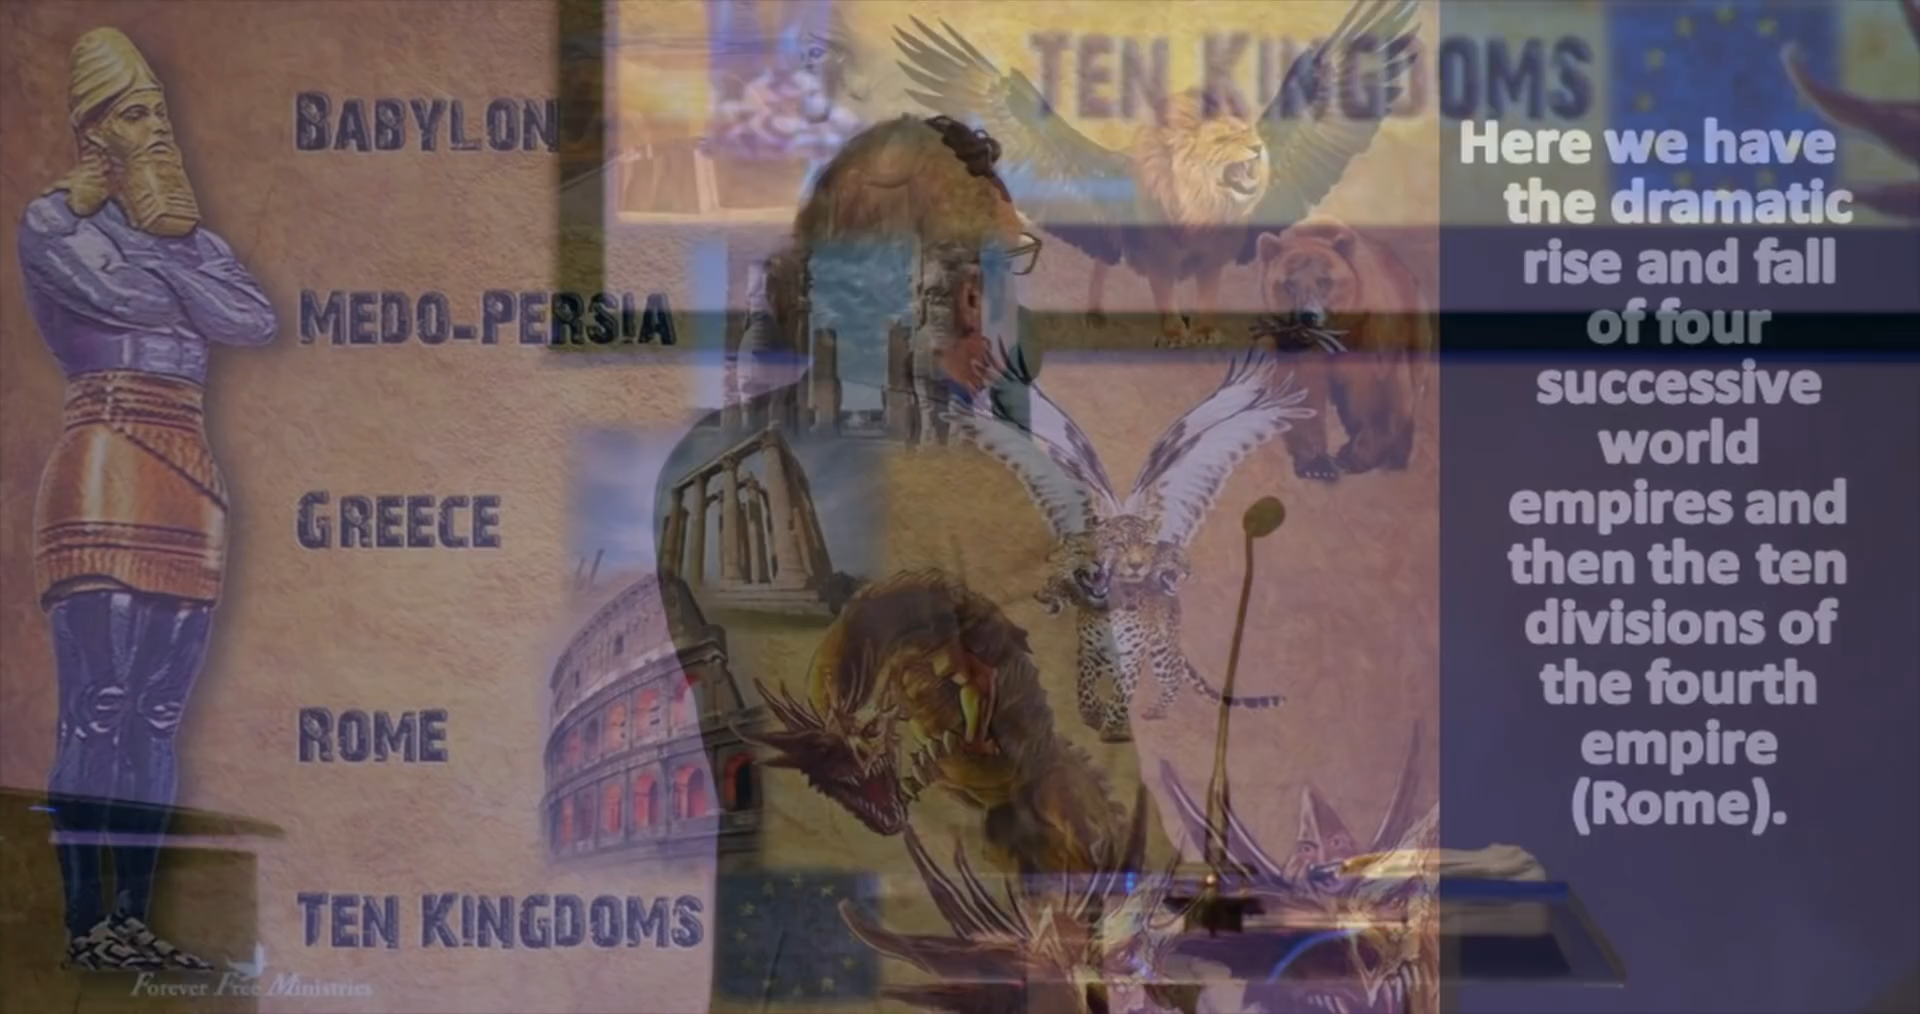 TEN KINGDOMS
BABYLON
MEDO-PERSIA
GREECE
ROME
TEN KINGDOMS
Forever Free Ministries
Here we have
the dramatic
rise and fall
of four
successive
world
empires and
then the ten
divisions of
the fourth
empire
(Rome).